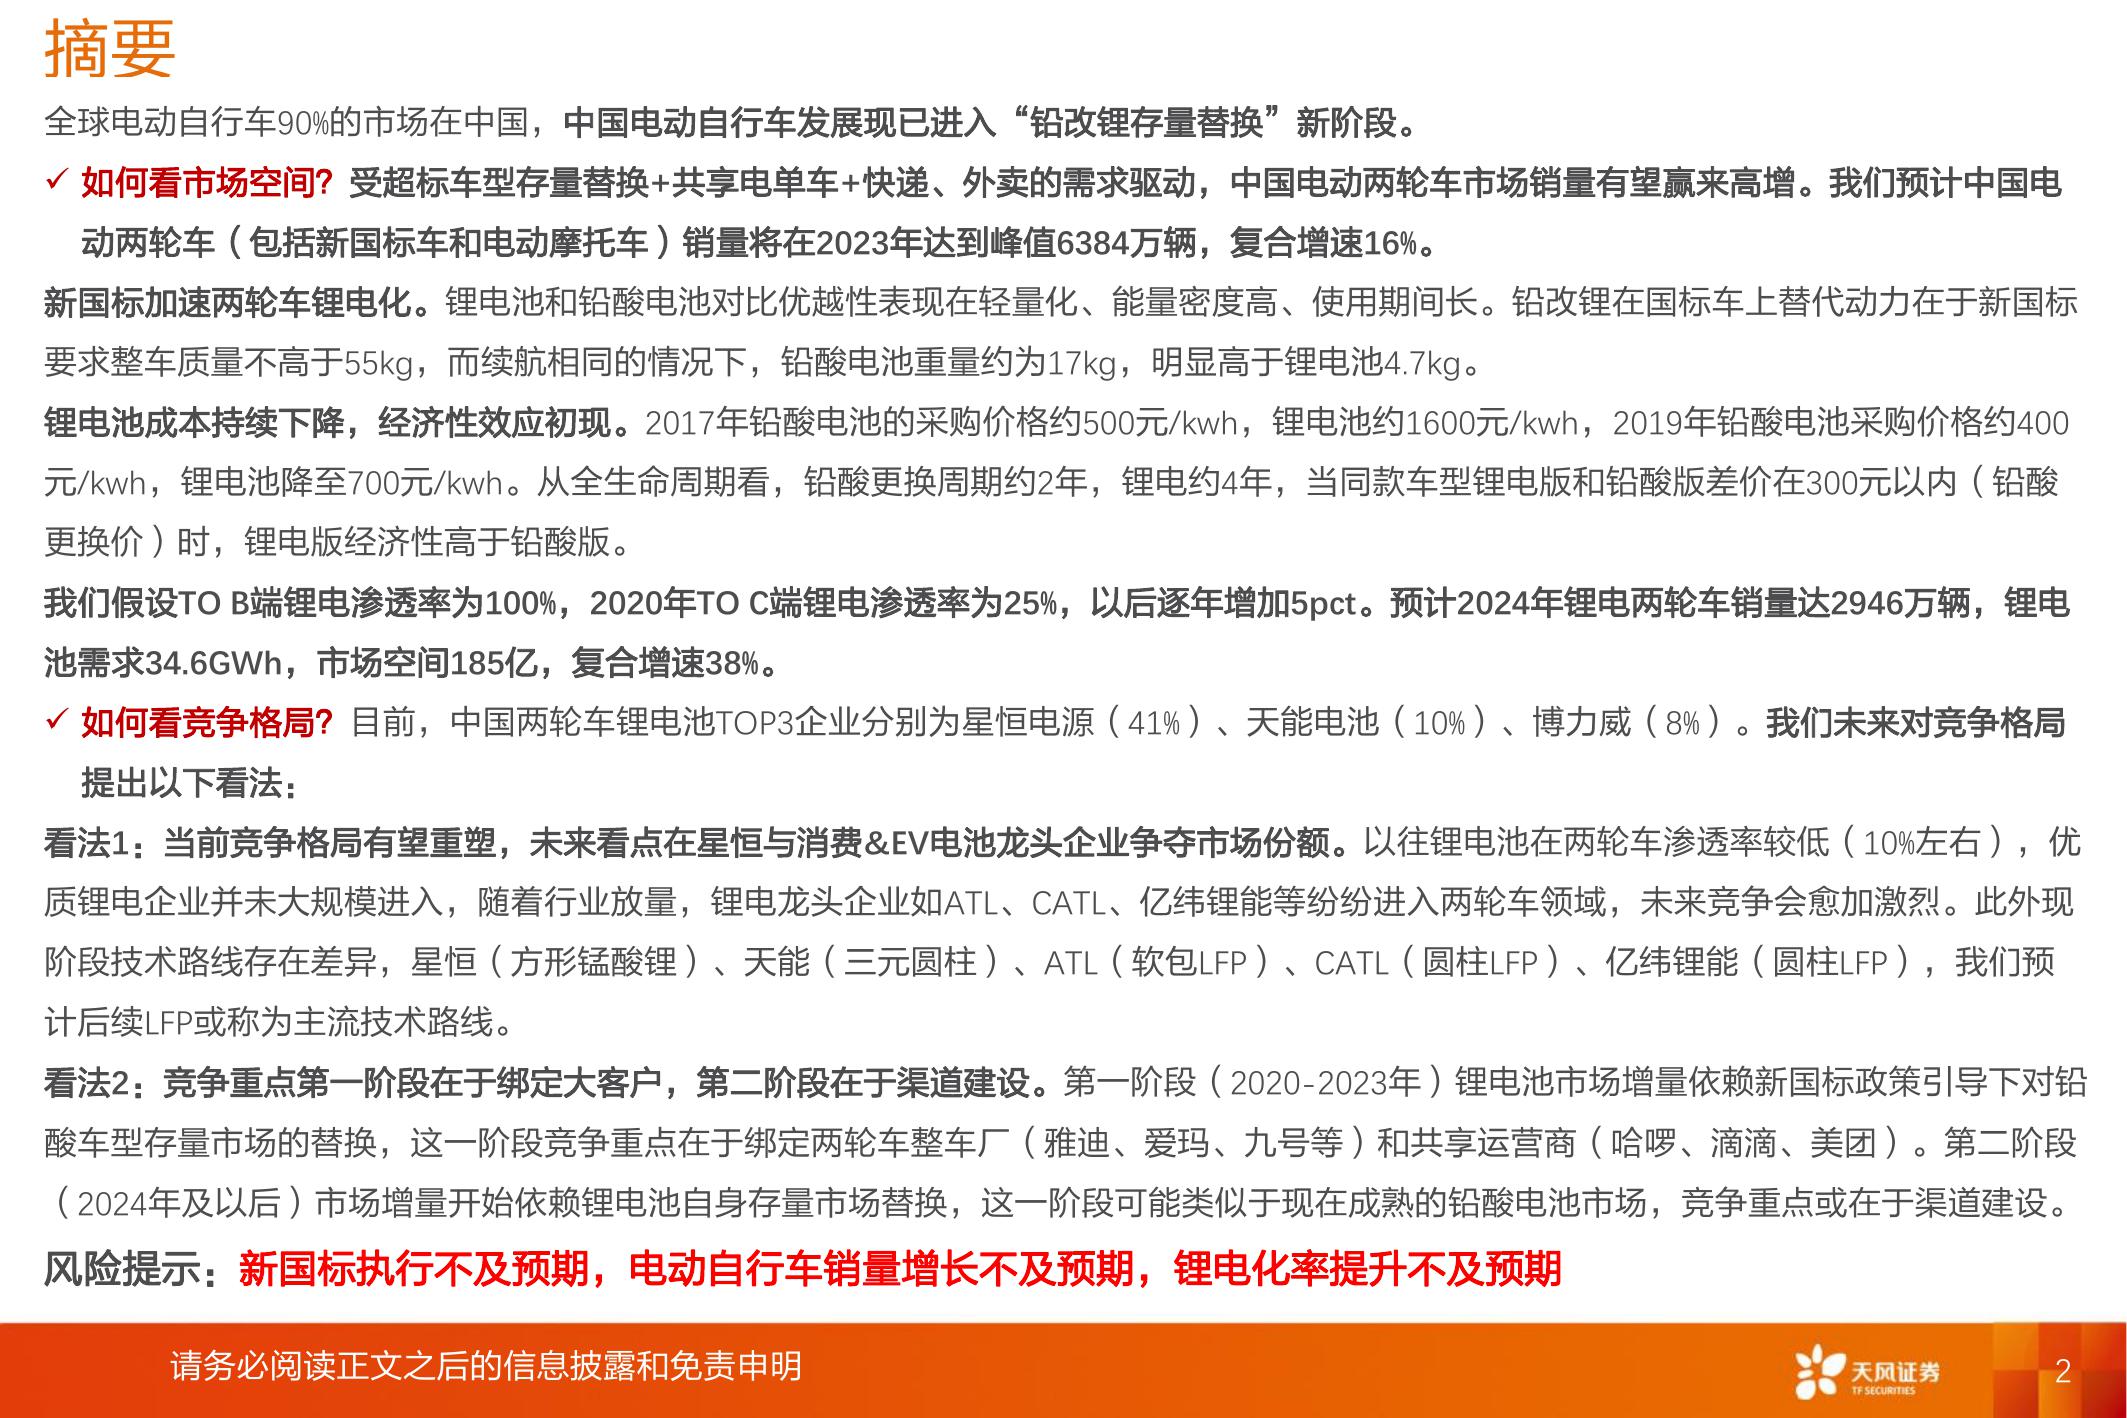 摘要
全球电动自行车90%的市场在中国，中国电动自行车发展现已进入“铅改锂存量替换”新阶段。
✓ 如何看市场空间？受超标车型存量替换+共享电单车+快递、外卖的需求驱动，中国电动两轮车市场销量有望赢来高增。我们预计中国电
动两轮车（包括新国标车和电动摩托车）销量将在2023年达到峰值6384万辆，复合增速16%。
新国标加速两轮车锂电化。锂电池和铅酸电池对比优越性表现在轻量化、能量密度高、使用期间长。铅改锂在国标车上替代动力在于新国标
要求整车质量不高于55kg，而续航相同的情况下，铅酸电池重量约为17kg，明显高于锂电池4.7kg。
锂电池成本持续下降，经济性效应初现。2017年铅酸电池的采购价格约500元/kwh，锂电池约1600元/kwh，2019年铅酸电池采购价格约400
元/kwh，锂电池降至700元/kwh。从全生命周期看，铅酸更换周期约2年，锂电约4年，当同款车型锂电版和铅酸版差价在300元以内（铅酸
更换价）时，锂电版经济性高于铅酸版。
我们假设TO B端锂电渗透率为100%，2020年TO C端锂电渗透率为25%，以后逐年增加5pct。预计2024年锂电两轮车销量达2946万辆，锂电
池需求34.6GWh，市场空间185亿，复合增速38%。
✓ 如何看竞争格局？目前，中国两轮车锂电池TOP3企业分别为星恒电源（41%）、天能电池（10%）、博力威（8%）。我们未来对竞争格局
提出以下看法：
看法1：当前竞争格局有望重塑，未来看点在星恒与消费&EV电池龙头企业争夺市场份额。以往锂电池在两轮车渗透率较低（10%左右），优
质锂电企业并未大规模进入，随着行业放量，锂电龙头企业如ATL、CATL、亿纬锂能等纷纷进入两轮车领域，未来竞争会愈加激烈。此外现
阶段技术路线存在差异，星恒（方形锰酸锂）、天能（三元圆柱）、ATL（软包LFP）、CATL（圆柱LFP）、亿纬锂能（圆柱LFP），我们预
计后续LFP或称为主流技术路线。
看法2：竞争重点第一阶段在于绑定大客户，第二阶段在于渠道建设。第一阶段（2020-2023年）锂电池市场增量依赖新国标政策引导下对铅
酸车型存量市场的替换，这一阶段竞争重点在于绑定两轮车整车厂（雅迪、爱玛、九号等）和共享运营商（哈啰、滴滴、美团）。第二阶段
（2024年及以后）市场增量开始依赖锂电池自身存量市场替换，这一阶段可能类似于现在成熟的铅酸电池市场，竞争重点或在于渠道建设。
风险提示：新国标执行不及预期，电动自行车销量增长不及预期，锂电化率提升不及预期
请务必阅读正文之后的信息披露和免责申明
天风证券
TF SECURITIES
2